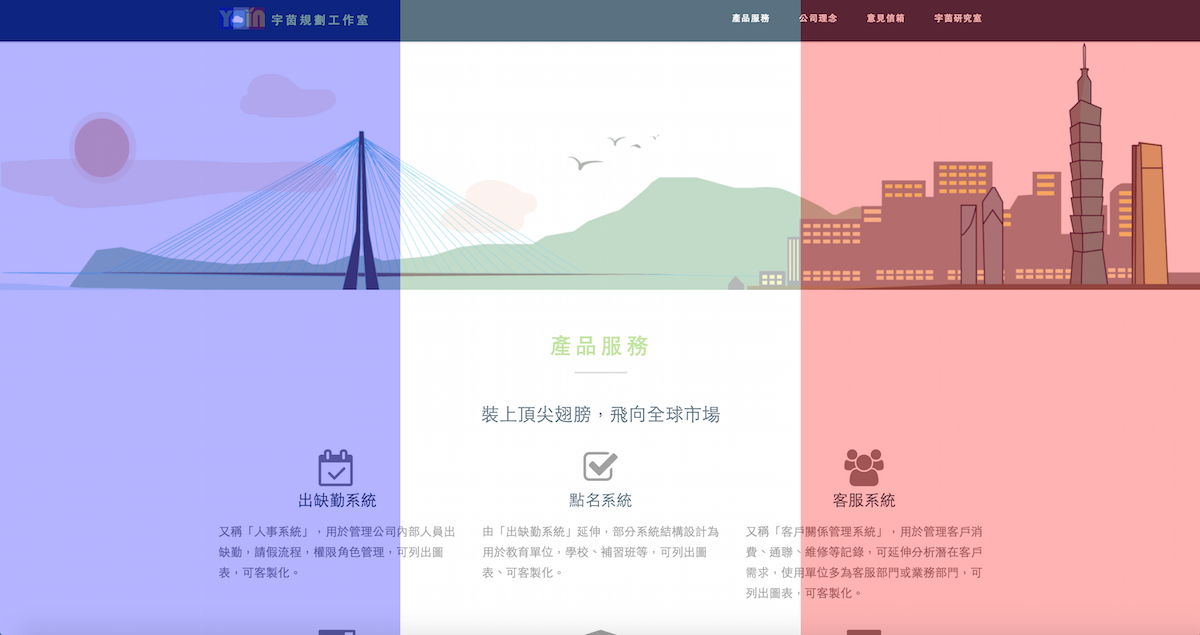 Yoin 宇菌規劃工作室
產品服務 公司理念 意見信箱 宇菌研究室
產品服務
裝上頂尖翅膀，飛向全球市場
出缺勤系統
又稱「人事系統」，用於管理公司內部人員出
缺勤，請假流程，權限角色管理，可列出圖
表，可客製化。
點名系統
由「出缺勤系統」延伸，部分系統結構設計為
用於教育單位，學校、補習班等，可列出圖
表、可客製化。
客服系統
又稱「客戶關係管理系統」，用於管理客戶消
費、通聯、維修等記錄，可延伸分析潛在客戶
需求，使用單位多為客服部門或業務部門，可
列出圖表，可客製化。